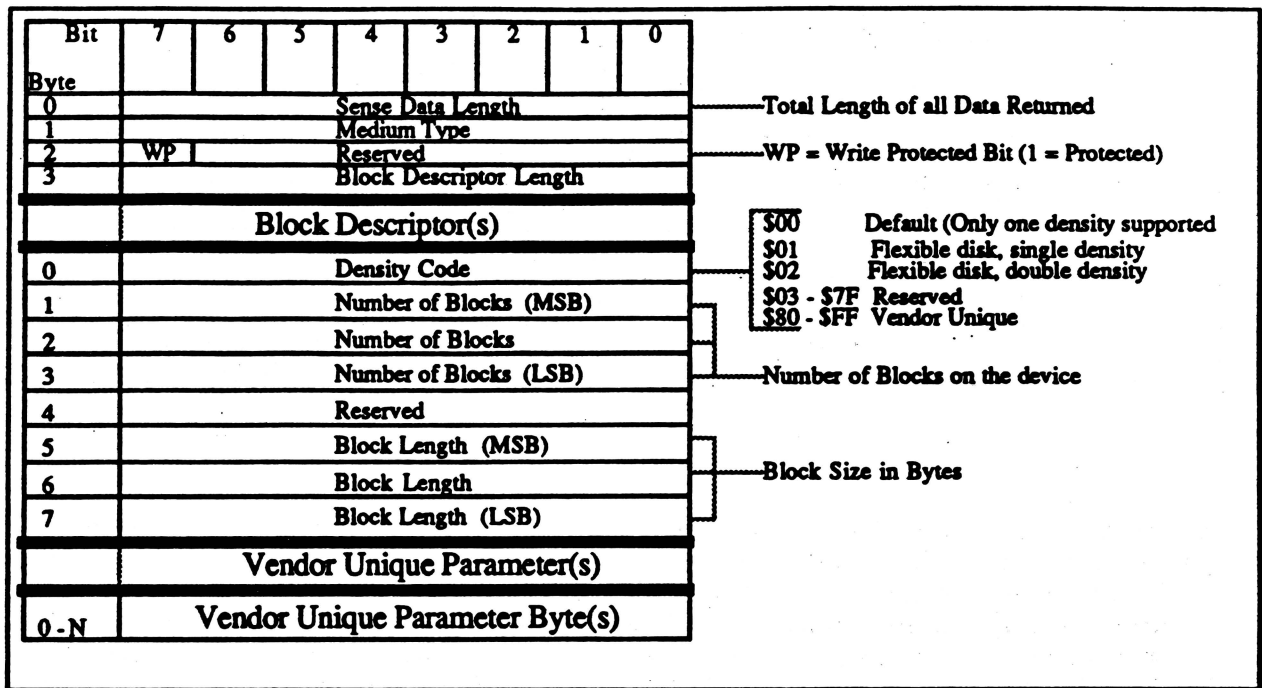 Bit 7 6 5 4 3 2 1 0
Byte
0 Sense Data Length Total Length of all Data Returned
1 Medium Type
2 WP Reserved WP = Write Protected Bit (1 = Protected)
3 Block Descriptor Length
Block Descriptor(s)
$00 Default (Only one density supported
$01 Flexible disk, single density
0 Density Code $02 Flexible disk, double density
$03 - $7F Reserved
1 Number of Blocks (MSB) $80 - $FF Vendor Unique
2 Number of Blocks
3 Number of Blocks (LSB) Number of Blocks on the device
4 Reserved
5 Block Length (MSB)
6 Block Length Block Size in Bytes
7 Block Length (LSB)
Vendor Unique Parameter(s)
0 - N Vendor Unique Parameter Byte(s)